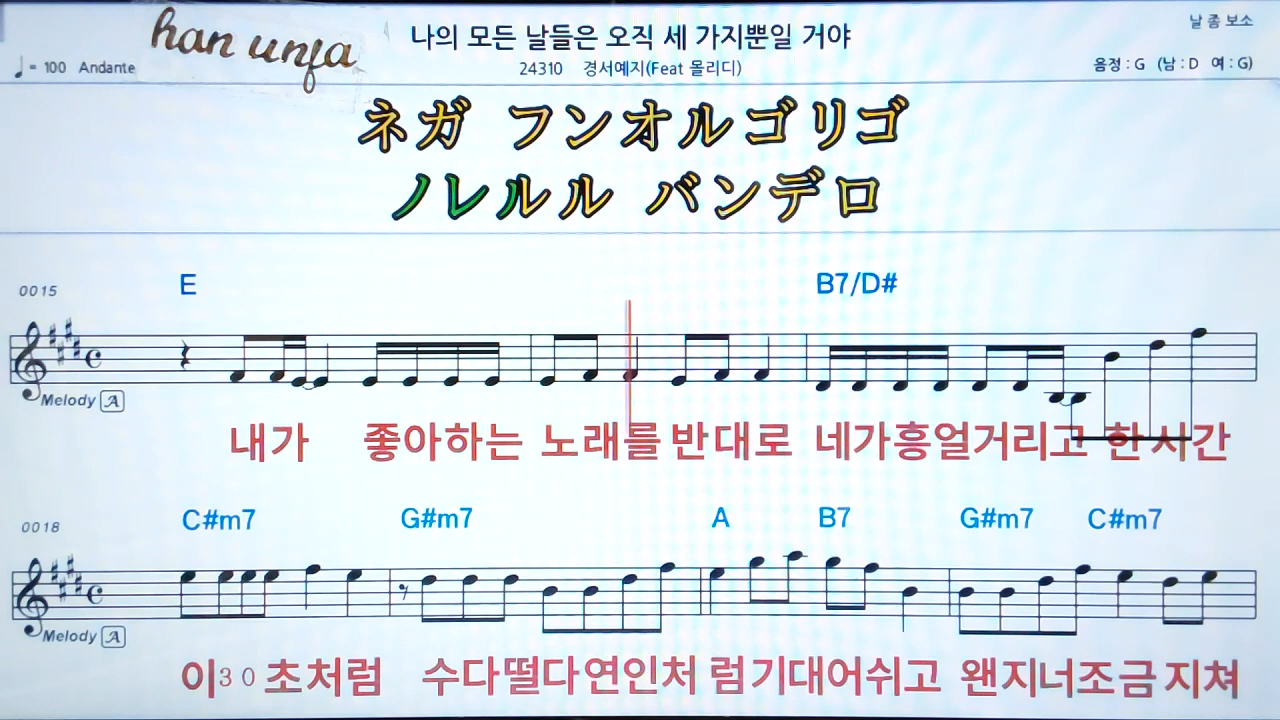 han unfa
나의 모든 날들은 오직 세 가지뿐일 거야
날 좀 보소
♩= 100 Andante
24310 경서예지(Feat 몰리디)
음정 : G (남 : D 여 : G)
ネガ フンオルゴリゴ
ノレルル バンデロ
E B7/D#
0015
Melody A
내가 좋아하는 노래를 반대로 네가흥얼거리고 한시간
C#m7 G#m7 A B7 G#m7 C#m7
0018
Melody A
이30초처럼 수다떨다연인처 럼기대어쉬고 왠지너조금지쳐